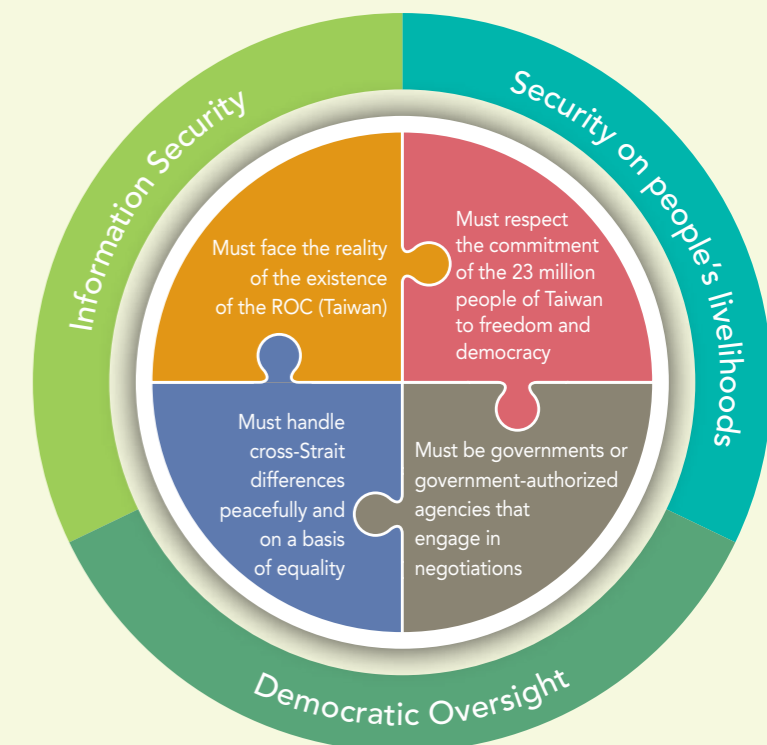 Information Security
Security on people's livelihoods
Must face the reality
of the existence
of the ROC (Taiwan)
Must respect
the commitment
of the 23 million
people of Taiwan
to freedom and
democracy
Must handle
cross-Strait
differences
peacefully and
on a basis
of equality
Must be governments or
government-authorized
agencies that
engage in
negotiations
Democratic Oversight